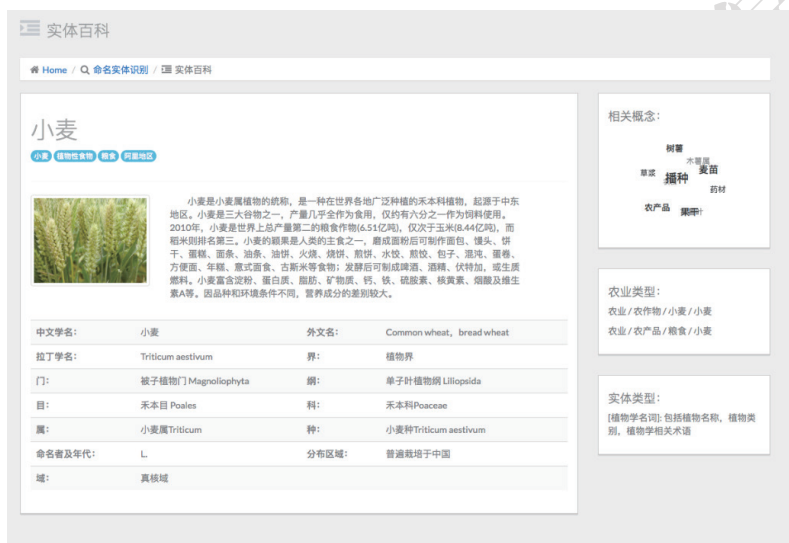 实体百科
Home / 命名实体识别 / 实体百科
小麦
小麦 植物性食物 粮食 阿里地区
小麦是小麦属植物的统称，是一种在世界各地广泛种植的禾本科植物，起源于中东
地区。小麦是三大谷物之一，产量几乎全作为食用，仅约有六分之一作为饲料使用。
2010年，小麦是世界上总产量第二的粮食作物(6.51亿吨)，仅次于玉米(8.44亿吨)，而
稻米则排名第三。小麦的颖果是人类的主食之一，磨成面粉后可制作面包、馒头、饼
干、蛋糕、面条、油条、油饼、火烧、烧饼、煎饼、水饺、煎饺、包子、混沌、蛋卷、
方便面、年糕、意式面食、古斯米等食物；发酵后可制成啤酒、酒精、伏特加，或生质
燃料。小麦富含淀粉、蛋白质、脂肪、矿物质、钙、铁、硫胺素、核黄素、烟酸及维生
素A等。因品种和环境条件不同，营养成分的差别较大。
中文学名： 小麦 外文名： Common wheat，bread wheat
拉丁学名： Triticum aestivum 界： 植物界
门： 被子植物门 Magnoliophyta 纲： 单子叶植物纲 Liliopsida
目： 禾本目 Poales 科： 禾本科Poaceae
属： 小麦属Triticum 种： 小麦种Triticum aestivum
命名者及年代： L. 分布区域： 普遍栽培于中国
域： 真核域
相关概念：
树薯
木薯属
草浆 播种 麦苗
药材
农产品
农业类型：
农业 / 农作物 / 小麦 / 小麦
农业 / 农产品 / 粮食 / 小麦
实体类型：
[植物学名词]: 包括植物名称，植物类
别，植物学相关术语